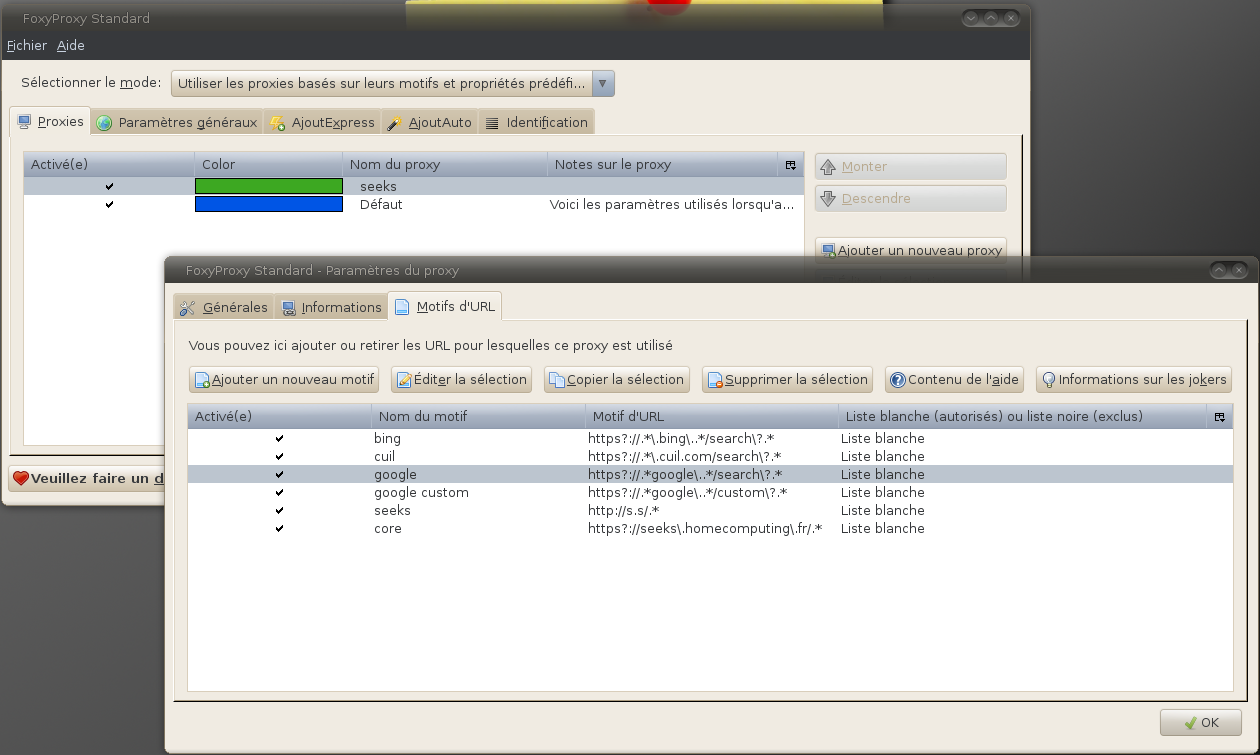 FoxyProxy Standard
Fichier Aide
Sélectionner le mode: Utiliser les proxies basés sur leurs motifs et propriétés prédéfi...
Proxies Paramètres généraux AjoutExpress AjoutAuto Identification
Activé(e) Color Nom du proxy Notes sur le proxy
seeks
Défaut Voici les paramètres utilisés lorsqu'a...
Monter
Descendre
Ajouter un nouveau proxy
Veuillez faire un d
FoxyProxy Standard - Paramètres du proxy
Générales Informations Motifs d'URL
Vous pouvez ici ajouter ou retirer les URL pour lesquelles ce proxy est utilisé
Ajouter un nouveau motif Éditer la sélection Copier la sélection Supprimer la sélection Contenu de l'aide Informations sur les jokers
Activé(e) Nom du motif Motif d'URL Liste blanche (autorisés) ou liste noire (exclus)
bing https?://.*\.bing\..*/search\?.* Liste blanche
cuil https?://.*\.cuil.com/search\?.* Liste blanche
google https?://.*google\..*/search\?.* Liste blanche
google custom https?://.*google\..*/custom\?.* Liste blanche
seeks http://s.s/.* Liste blanche
core https?://seeks\.homecomputing\.fr/.* Liste blanche
OK